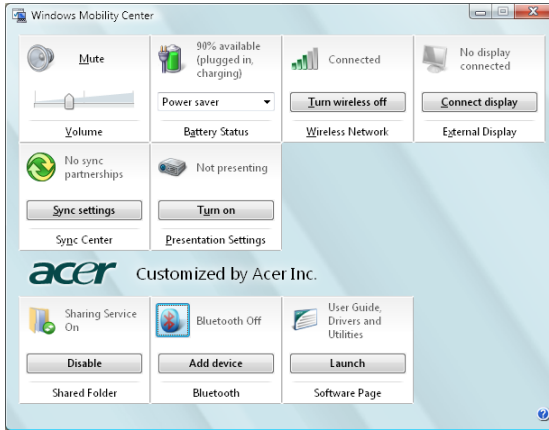 Windows Mobility Center
Mute
Volume
90% available
(plugged in,
charging)
Power saver
Battery Status
Connected
Turn wireless off
Wireless Network
No display
connected
Connect display
External Display
No sync
partnerships
Sync settings
Sync Center
Not presenting
Turn on
Presentation Settings
acer Customized by Acer Inc.
Sharing Service
On
Disable
Shared Folder
Bluetooth Off
Add device
Bluetooth
User Guide,
Drivers and
Utilities
Launch
Software Page